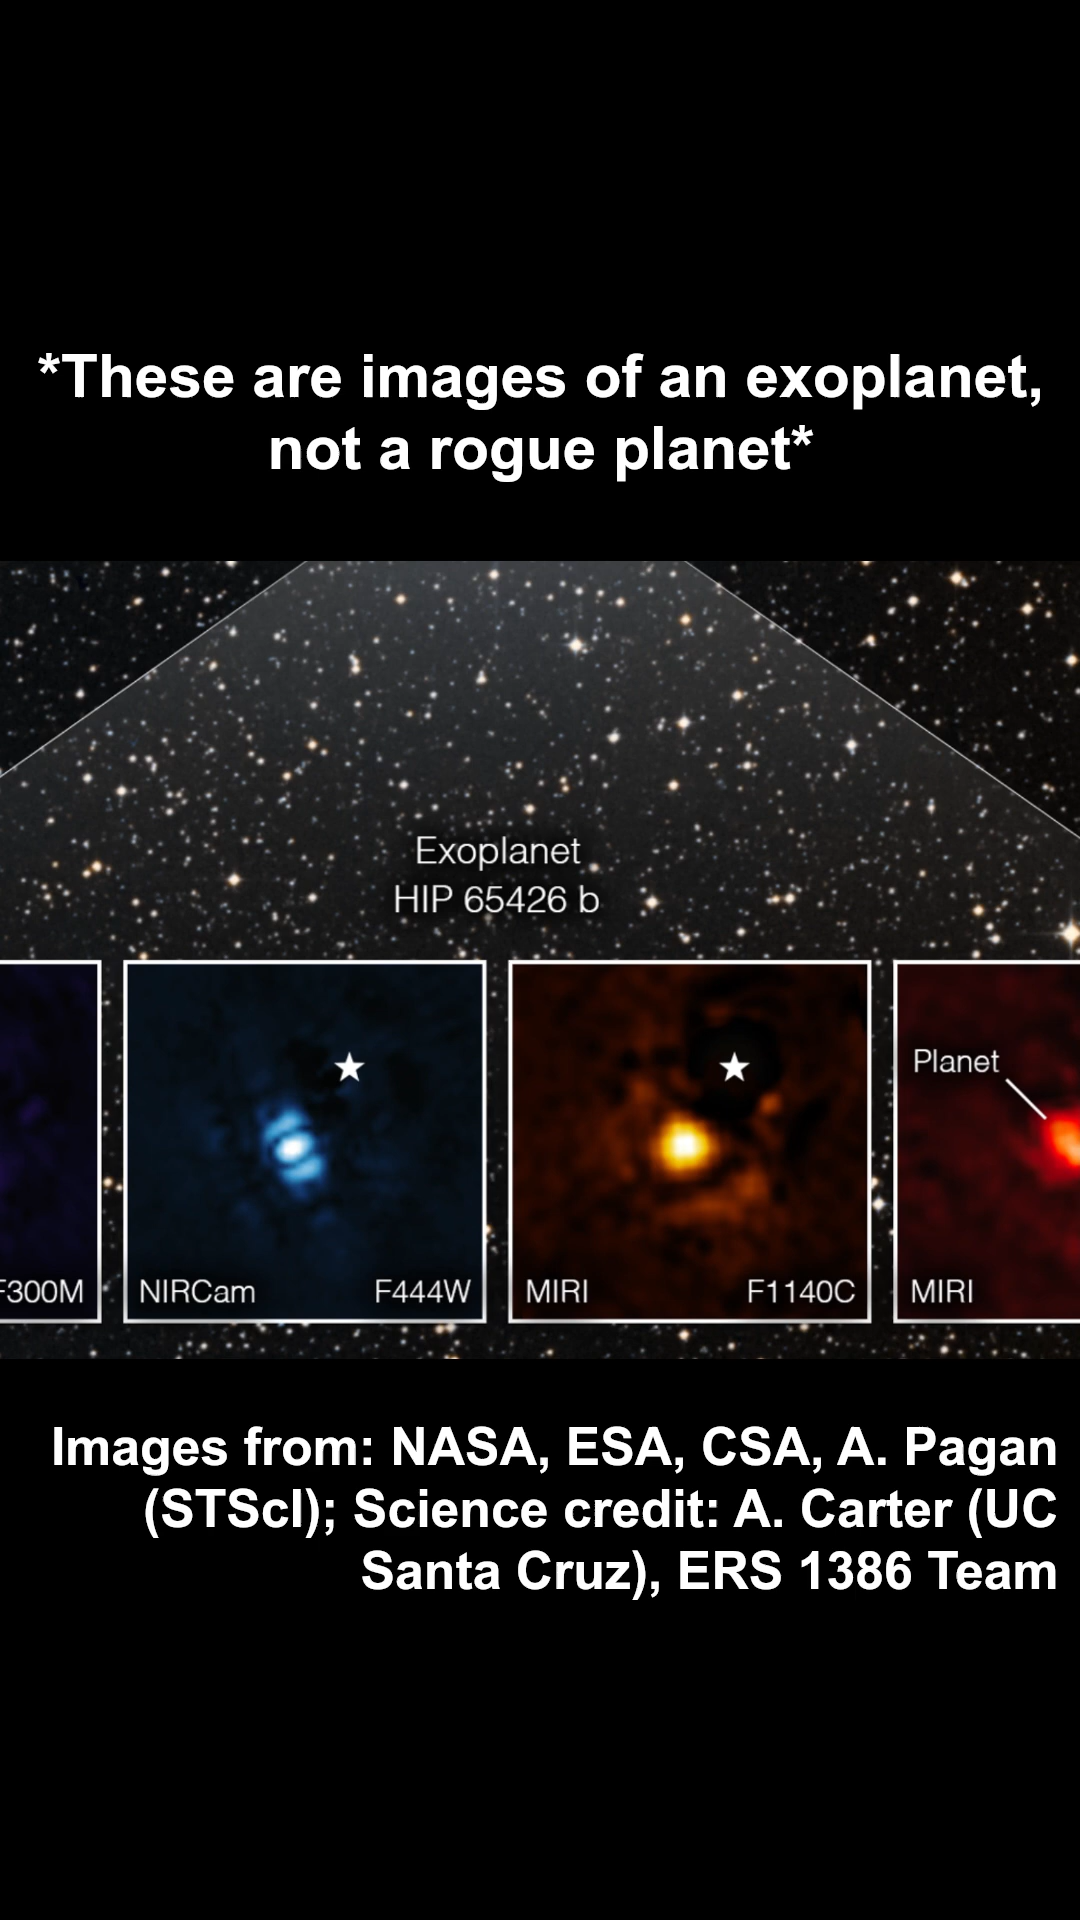 *These are images of an exoplanet,
not a rogue planet*
Exoplanet
HIP 65426 b
Planet
F300M
NIRCam F444W
MIRI F1140C
MIRI
Images from: NASA, ESA, CSA, A. Pagan
(STScI); Science credit: A. Carter (UC
Santa Cruz), ERS 1386 Team